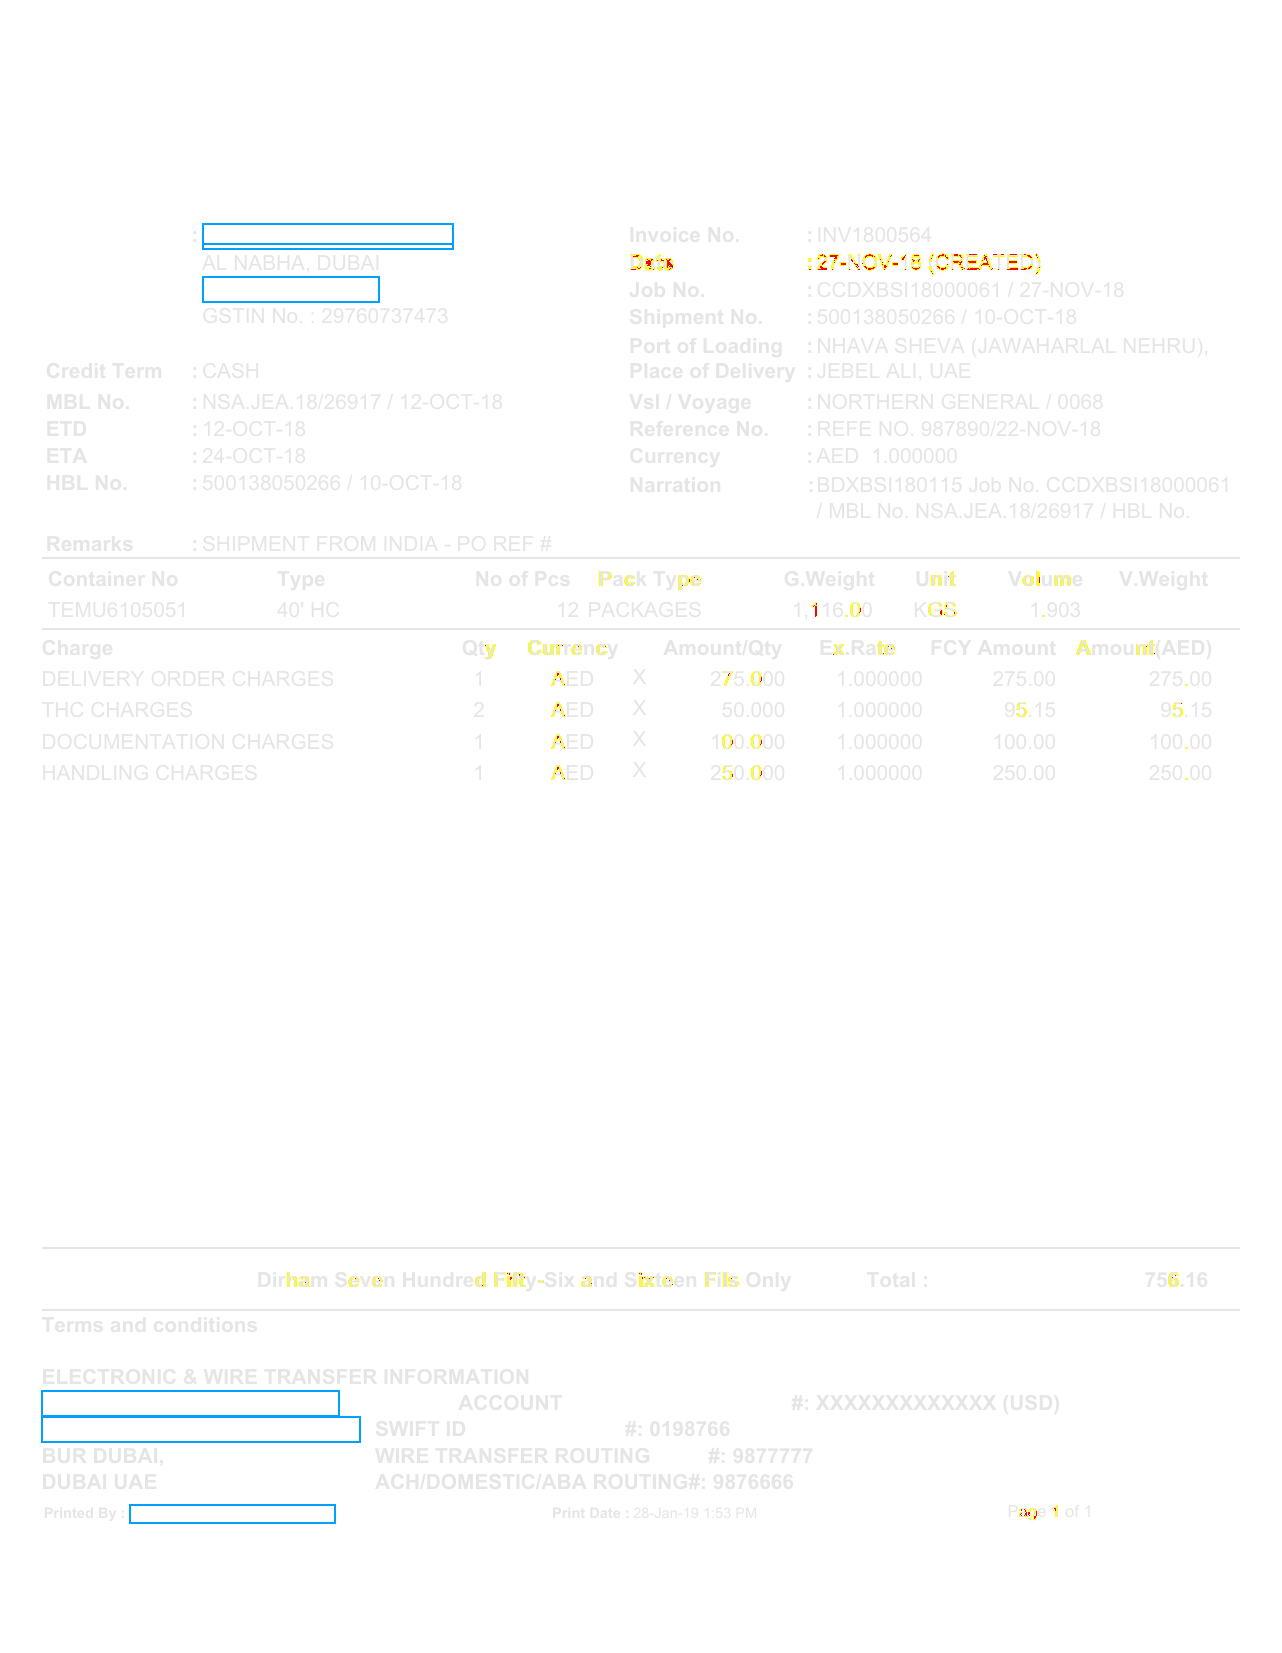 : Invoice No. : INV1800564
AL NABHA, DUBAI Date : 27-NOV-18 (CREATED)
Job No. : CCDXBSI18000061 / 27-NOV-18
GSTIN No. : 29760737473 Shipment No. : 500138050266 / 10-OCT-18
Port of Loading : NHAVA SHEVA (JAWAHARLAL NEHRU),
Credit Term : CASH Place of Delivery : JEBEL ALI, UAE
MBL No. : NSA.JEA.18/26917 / 12-OCT-18 Vsl / Voyage : NORTHERN GENERAL / 0068
ETD : 12-OCT-18 Reference No. : REFE NO. 987890/22-NOV-18
ETA : 24-OCT-18 Currency : AED 1.000000
HBL No. : 500138050266 / 10-OCT-18 Narration :BDXBSI180115 Job No. CCDXBSI18000061
/ MBL No. NSA.JEA.18/26917 / HBL No.
Remarks : SHIPMENT FROM INDIA - PO REF #
Container No Type No of Pcs Pack Type G.Weight Unit Volume V.Weight
TEMU6105051 40' HC 12 PACKAGES 1,116.00 KGS 1.903
Charge Qty Currency Amount/Qty Ex.Rate FCY Amount Amount(AED)
DELIVERY ORDER CHARGES 1 AED X 275.000 1.000000 275.00 275.00
THC CHARGES 2 AED X 50.000 1.000000 95.15 95.15
DOCUMENTATION CHARGES 1 AED X 100.000 1.000000 100.00 100.00
HANDLING CHARGES 1 AED X 250.000 1.000000 250.00 250.00
Dirham Seven Hundred Fifty-Six and Sixteen Fils Only Total : 756.16
Terms and conditions
ELECTRONIC & WIRE TRANSFER INFORMATION
ACCOUNT #: XXXXXXXXXXXXX (USD)
SWIFT ID #: 0198766
BUR DUBAI, WIRE TRANSFER ROUTING #: 9877777
DUBAI UAE ACH/DOMESTIC/ABA ROUTING#: 9876666
Printed By : Print Date : 28-Jan-19 1:53 PM Page 1 of 1